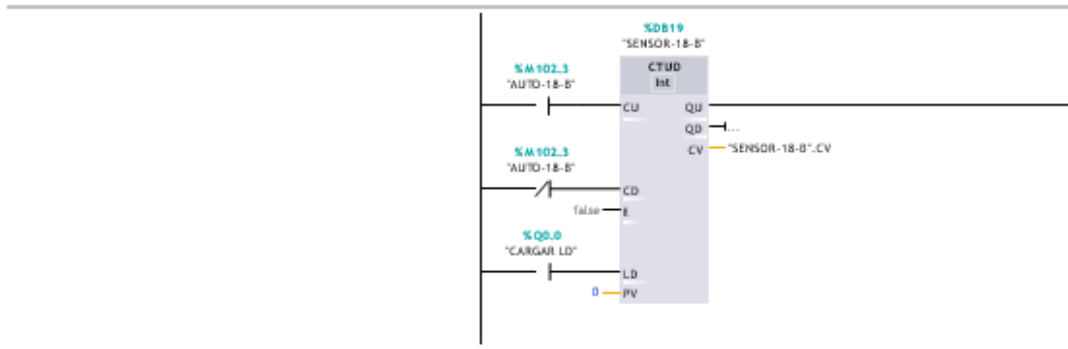 %DB19
"SENSOR-18-B"
%M102.3
"AUTO-18-B"
CTUD
Int
CU
QU
QD
...
CV
"SENSOR-18-B".CV
%M102.3
"AUTO-18-B"
CD
false
R
%Q0.0
"CARGAR LD"
LD
0
PV